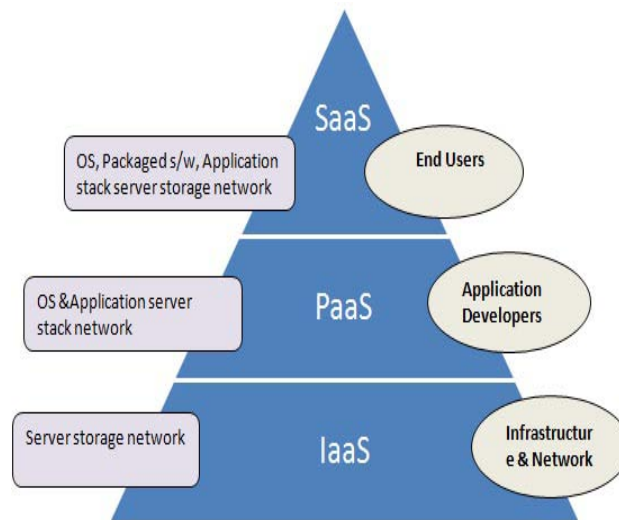 SaaS
OS, Packaged s/w, Application
stack server storage network
End Users
OS &Application server
stack network
PaaS
Application
Developers
Server storage network
IaaS
Infrastructur
e & Network